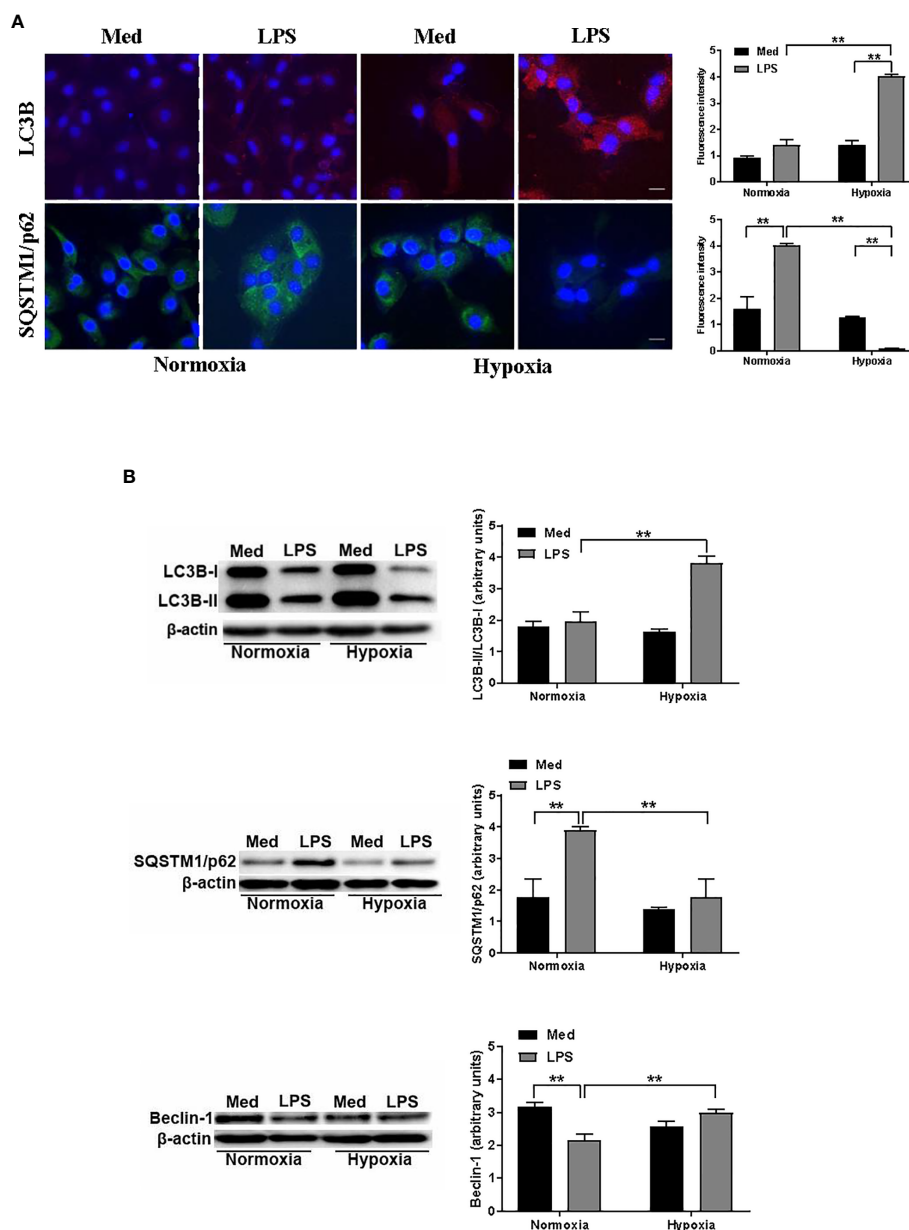 A
Med LPS Med LPS
LC3B
SQSTM1/p62
Normoxia Hypoxia
Med
LPS
Fluorescence intensity
5
4
3
2
1
0
** **
Normoxia Hypoxia
Fluorescence intensity
5
4
3
2
1
0
** ** **
Normoxia Hypoxia
B
Med LPS Med LPS
LC3B-I
LC3B-II
β-actin
Normoxia Hypoxia
Med
LPS
LC3B-II/LC3B-I (arbitrary units)
5
4
3
2
1
0
**
Normoxia Hypoxia
Med LPS Med LPS
SQSTM1/p62
β-actin
Normoxia Hypoxia
Med
LPS
SQSTM1/p62 (arbitrary units)
5
4
3
2
1
0
** **
Normoxia Hypoxia
Med LPS Med LPS
Beclin-1
β-actin
Normoxia Hypoxia
Med
LPS
Beclin-1 (arbitrary units)
5
4
3
2
1
0
** **
Normoxia Hypoxia